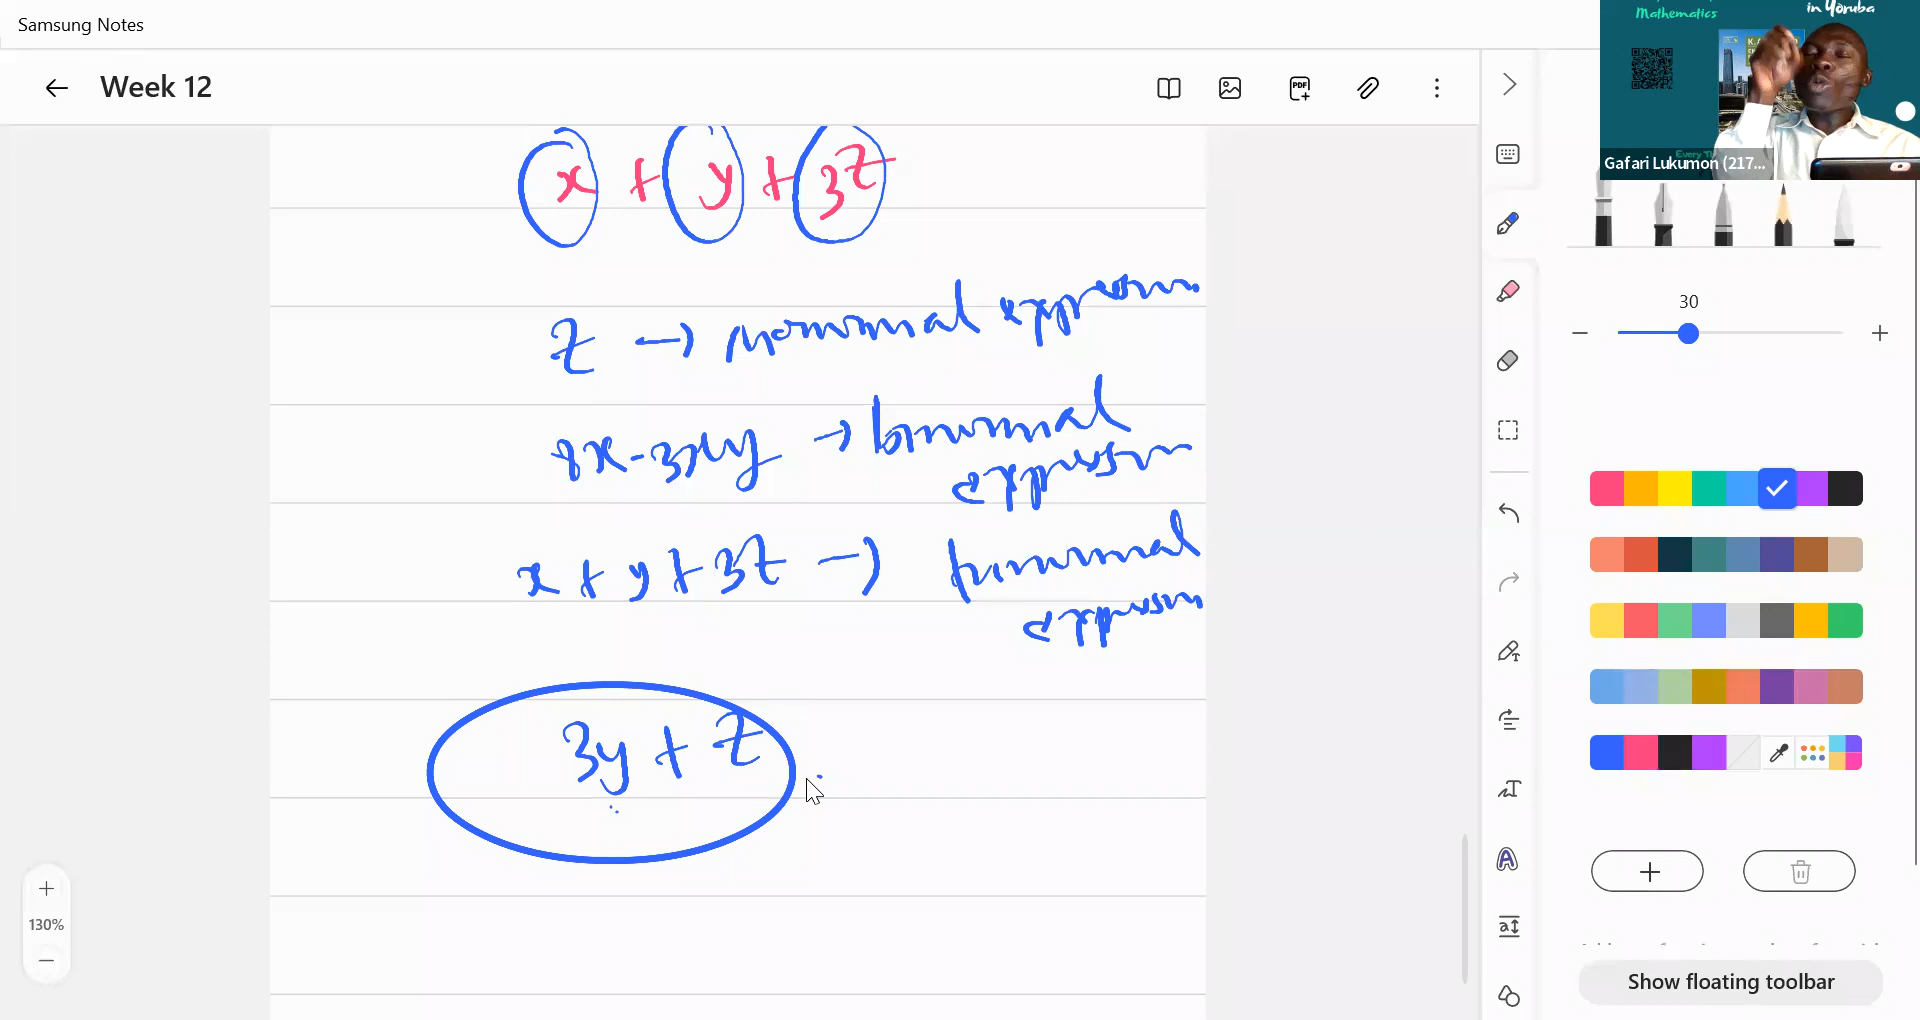 Samsung Notes
Week 12
Mathematics
in Yoruba
Gafari Lukumon (217...
x + y + 3z
z → monomial expression.
8x - 3xy → binomial
expression
x + y + 3z → trinomial
expression
3y + z
30
130%
Show floating toolbar